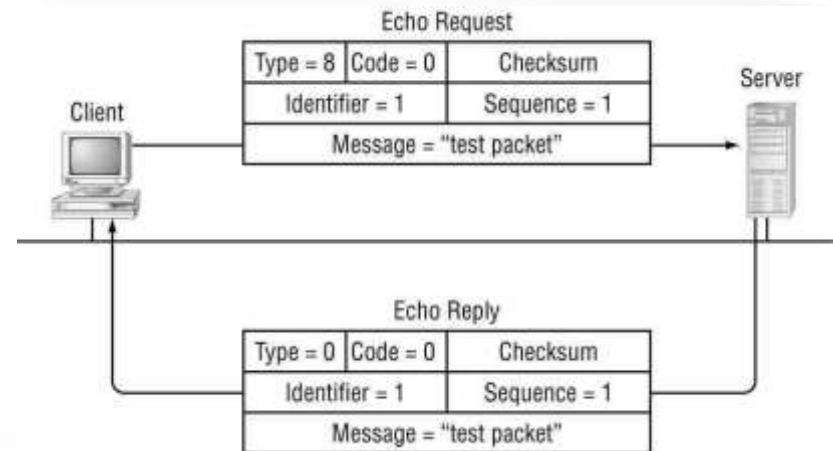 Echo Request
Type = 8 Code = 0 Checksum
Server
Client
Identifier = 1 Sequence = 1
Message = “test packet”
Echo Reply
Type = 0 Code = 0 Checksum
Identifier = 1 Sequence = 1
Message = “test packet”